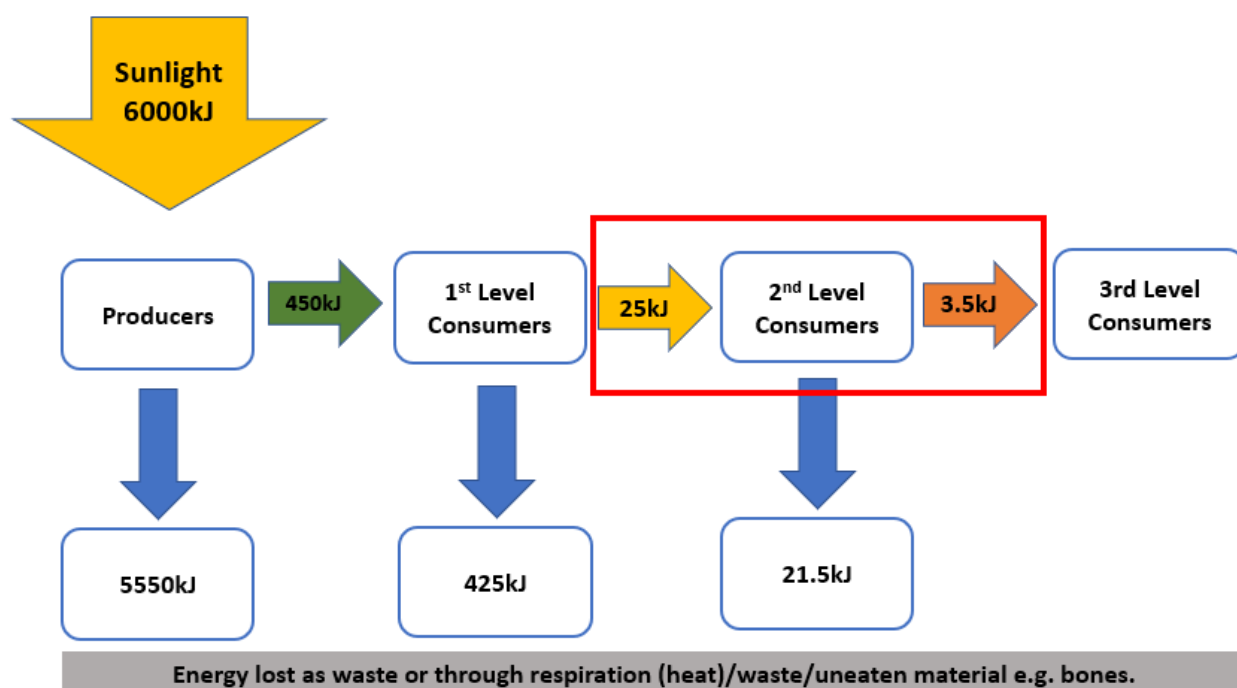 Sunlight
6000kJ
Producers
450kJ
1st Level
Consumers
25kJ
2nd Level
Consumers
3.5kJ
3rd Level
Consumers
5550kJ
425kJ
21.5kJ
Energy lost as waste or through respiration (heat)/waste/uneaten material e.g. bones.